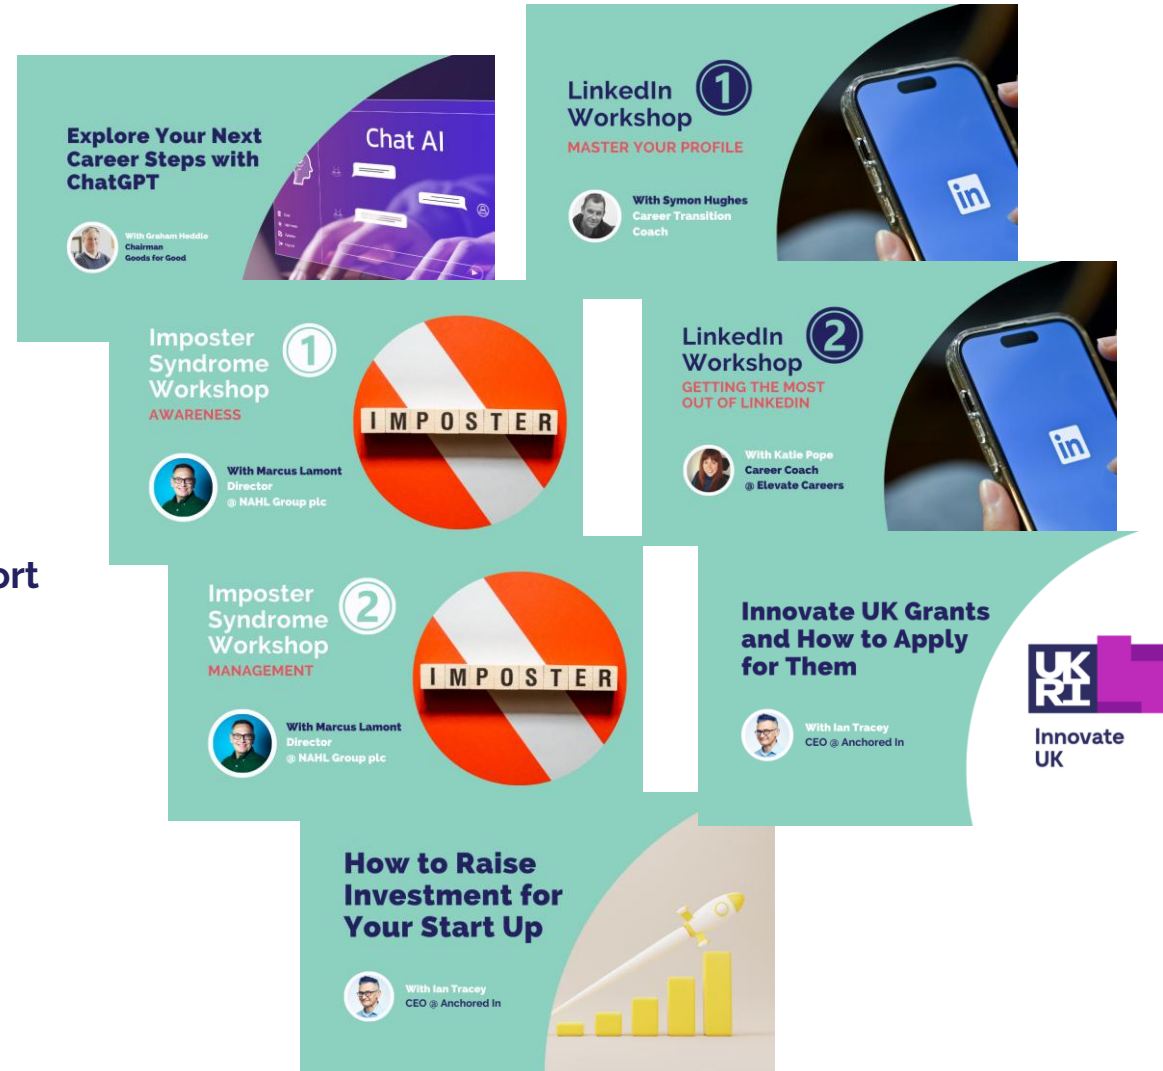 Explore Your Next
Career Steps with
ChatGPT
With Graham Heddle
Chairman
Goods for Good
Chat AI
LinkedIn
Workshop
1
MASTER YOUR PROFILE
With Symon Hughes
Career Transition
Coach
in
Imposter
Syndrome
Workshop
1
AWARENESS
With Marcus Lamont
Director
@ NAHL Group plc
IMPOSTER
LinkedIn
Workshop
2
GETTING THE MOST
OUT OF LINKEDIN
With Katie Pope
Career Coach
@ Elevate Careers
in
ort
Imposter
Syndrome
Workshop
2
MANAGEMENT
With Marcus Lamont
Director
@ NAHL Group plc
IMPOSTER
Innovate UK Grants
and How to Apply
for Them
With Ian Tracey
CEO @ Anchored In
UK
RI
Innovate
UK
How to Raise
Investment for
Your Start Up
With Ian Tracey
CEO @ Anchored In